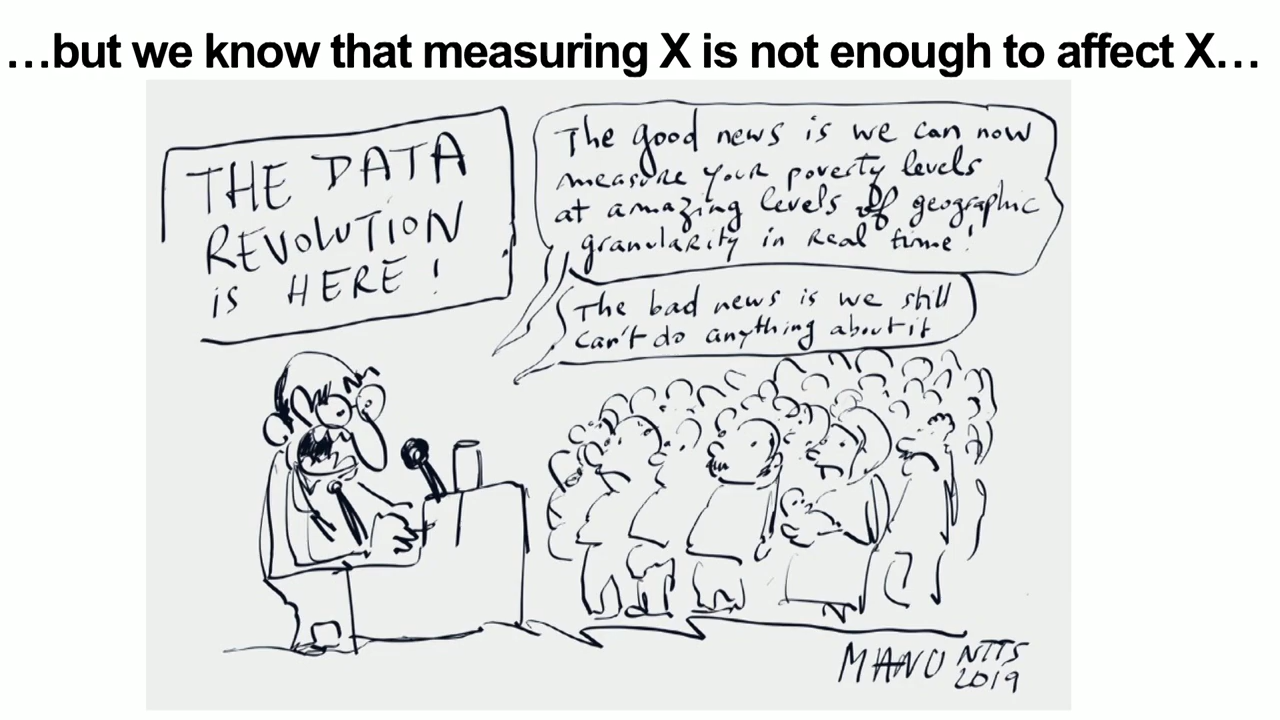 …but we know that measuring X is not enough to affect X…
THE DATA
REVOLUTION
is HERE!
The good news is we can now
measure your poverty levels
at amazing levels of geographic
granularity in real time!
The bad news is we still
can't do anything about it
MANU NTTS
2019